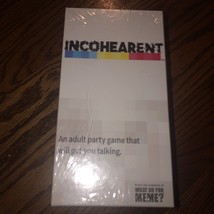 INCOHEARENT
An adult party game that
will get you talking.
WHAT DO YOU
MEME?